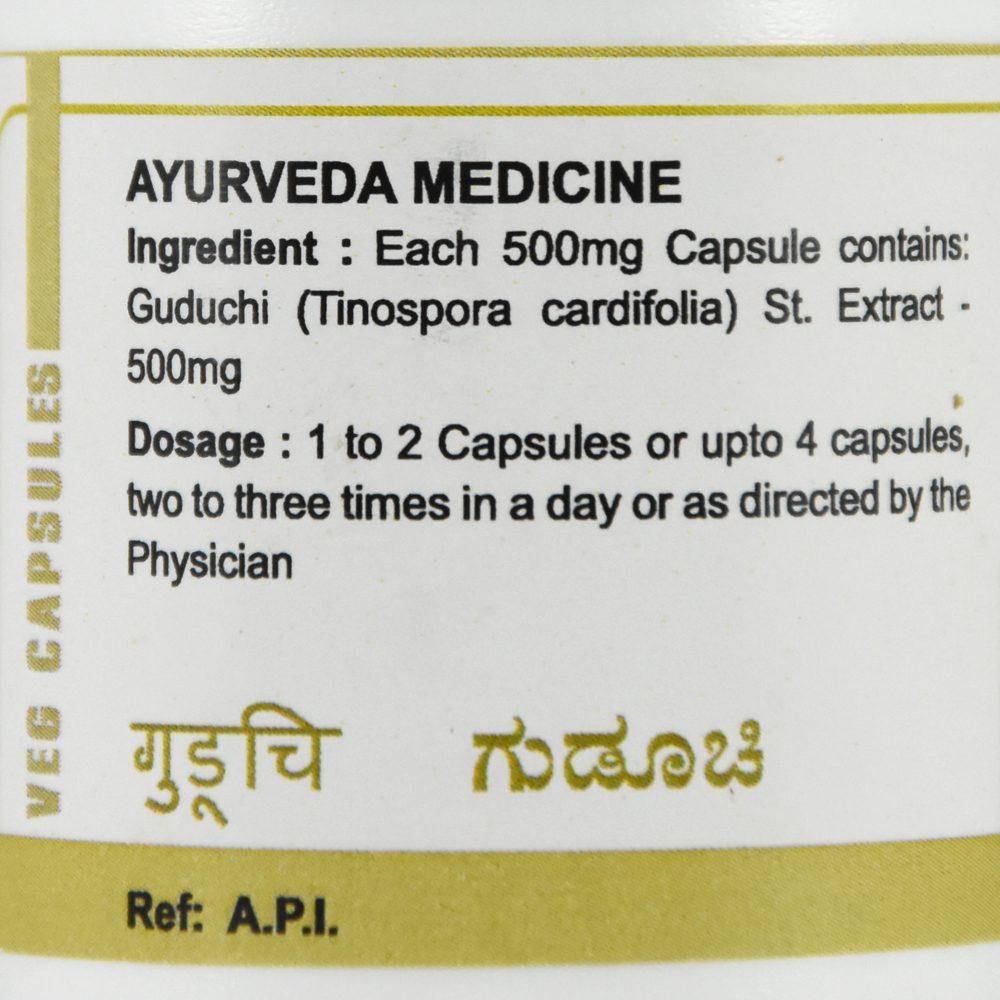 AYURVEDA MEDICINE
Ingredient : Each 500mg Capsule contains:
Guduchi (Tinospora cardifolia) St. Extract -
500mg
Dosage : 1 to 2 Capsules or upto 4 capsules,
two to three times in a day or as directed by the
Physician
गुडूचि ಗುಡೂಚಿ
Ref: A.P.I.
VEG CAPSULES